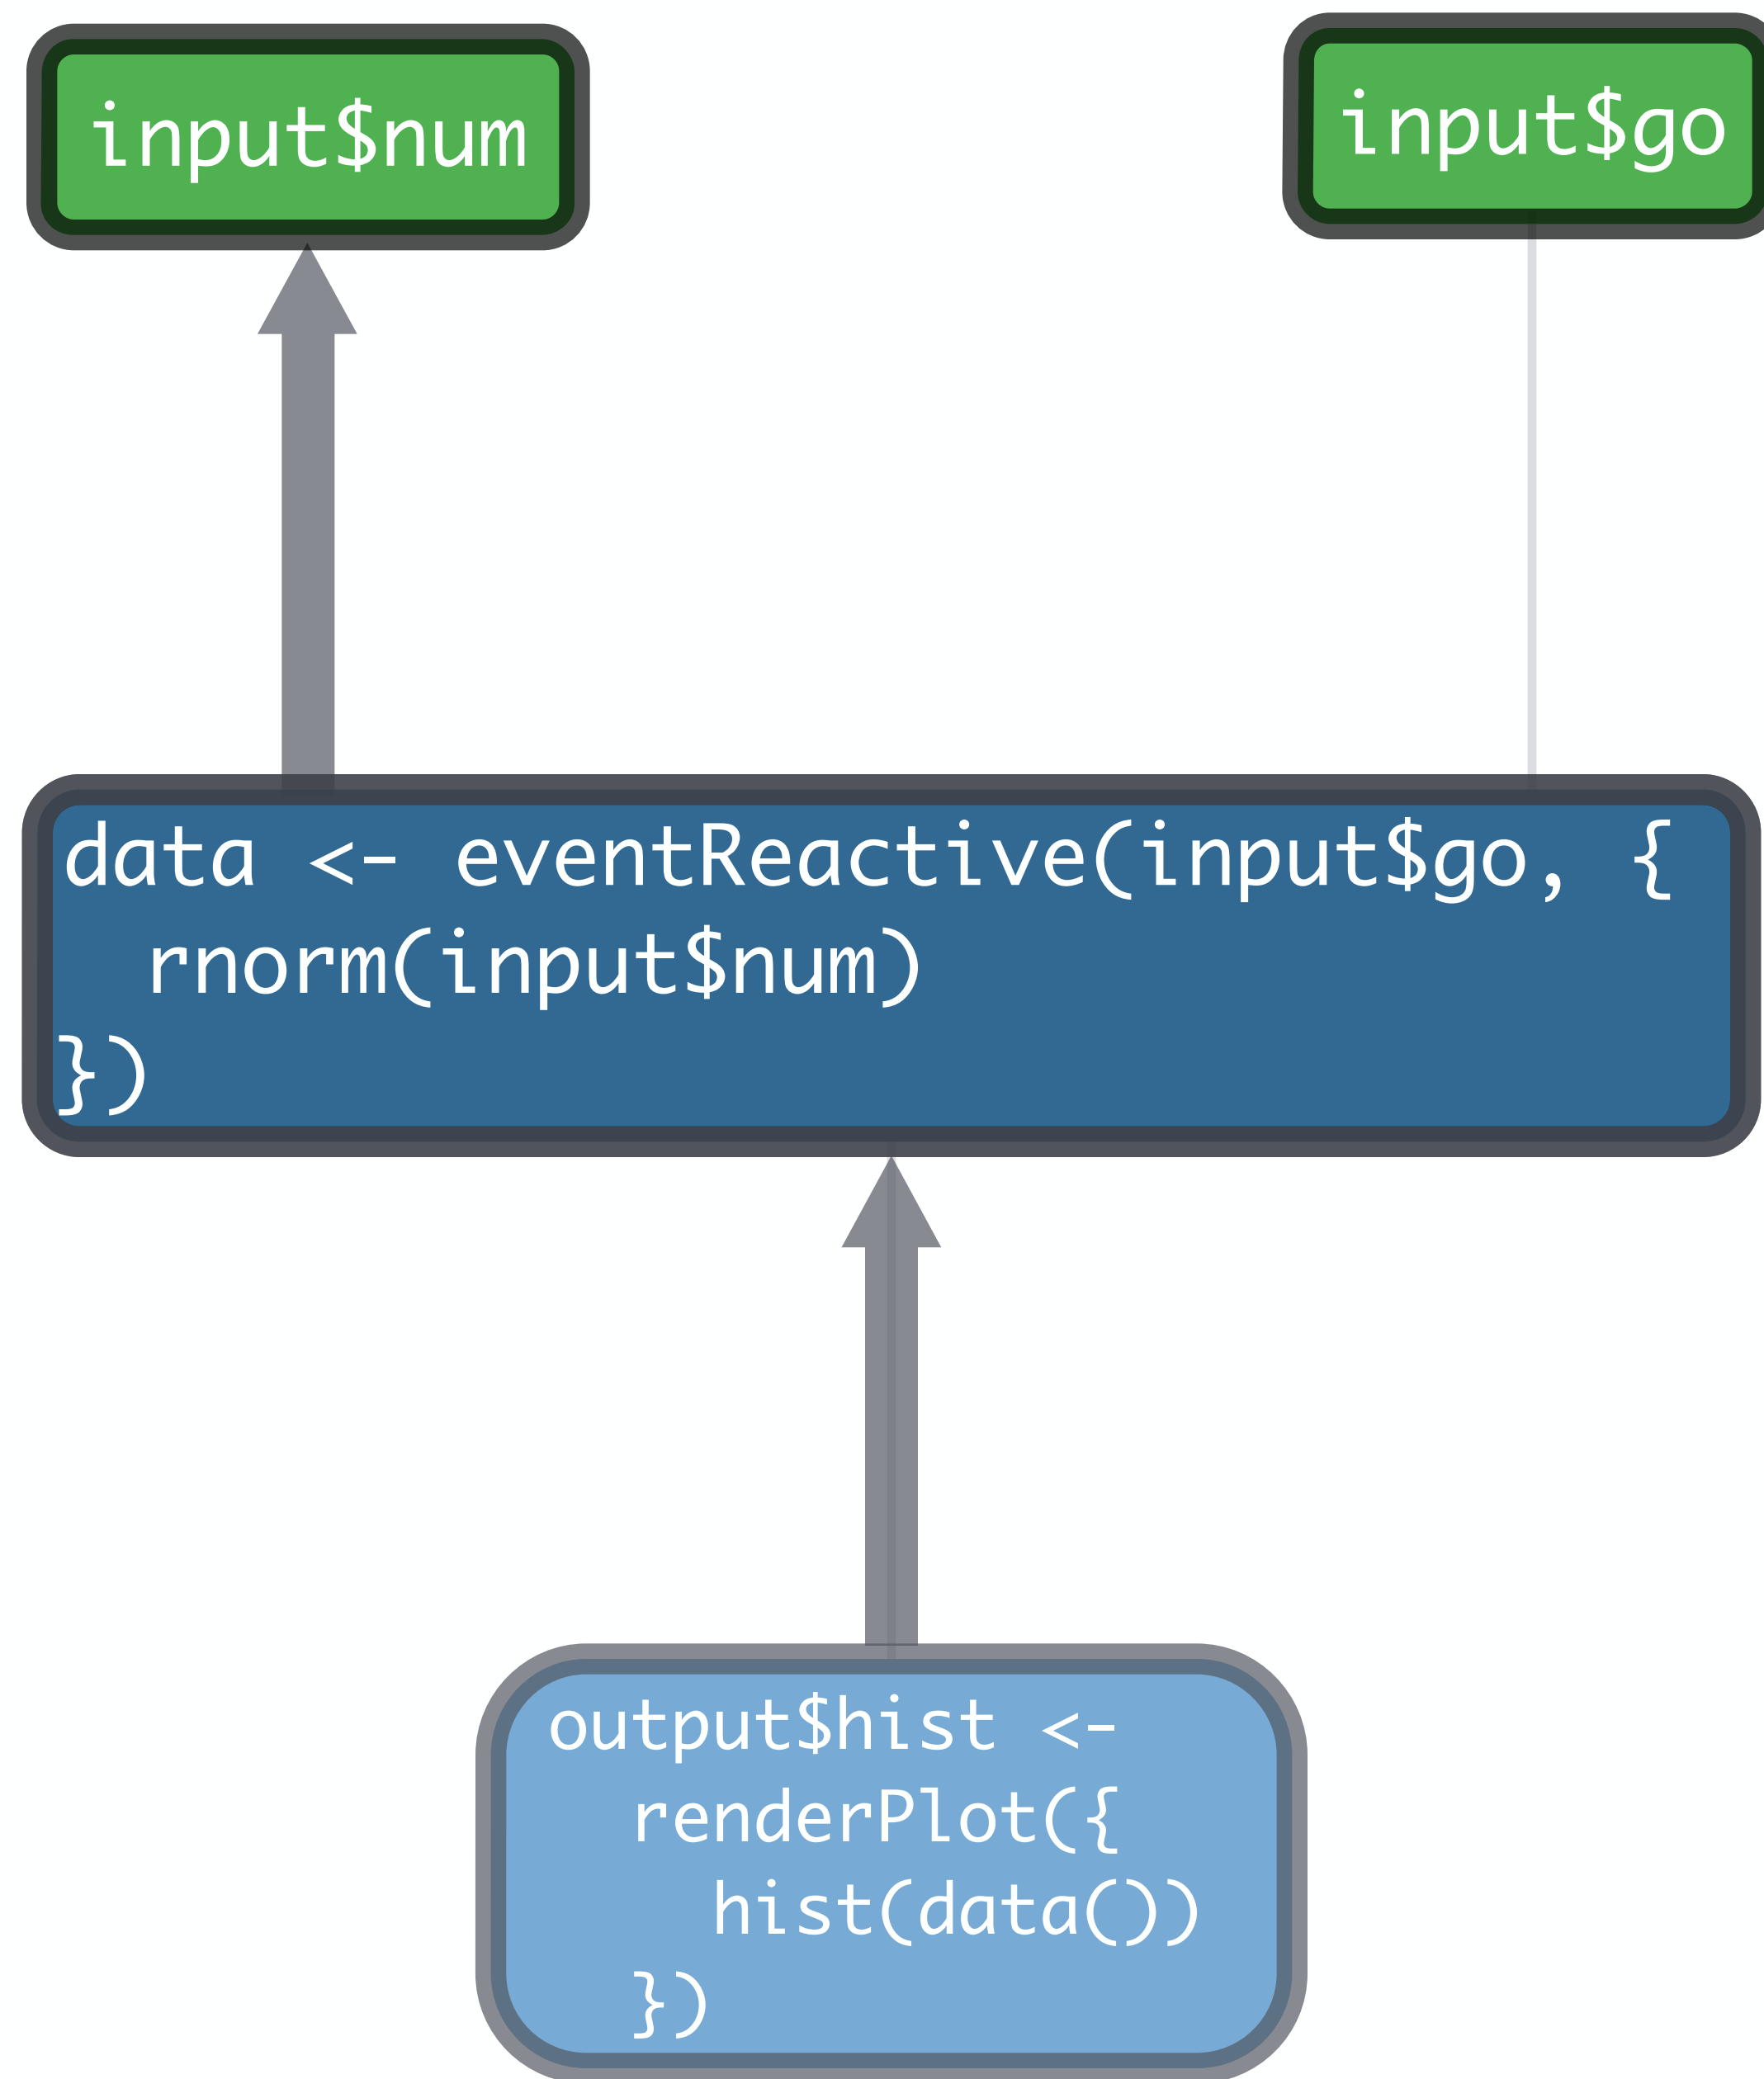 input$num
input$go
data <- eventReactive(input$go, {
  rnorm(input$num)
})
output$hist <-
  renderPlot({
    hist(data())
  })